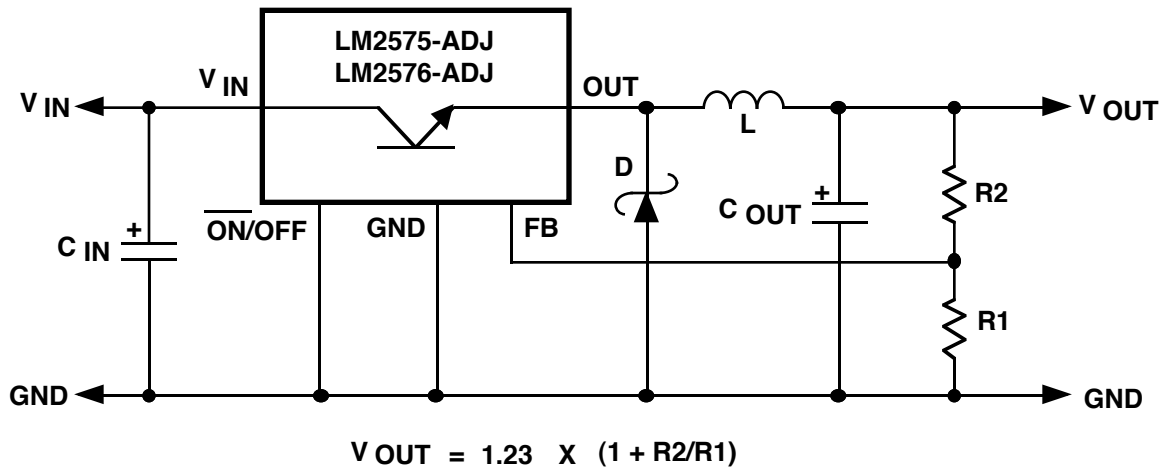 LM2575-ADJ
LM2576-ADJ
V IN
V IN
OUT
V OUT
L
D
R2
C OUT
+
ON/OFF
GND
FB
C IN
+
R1
GND
GND
V OUT = 1.23 X (1 + R2/R1)